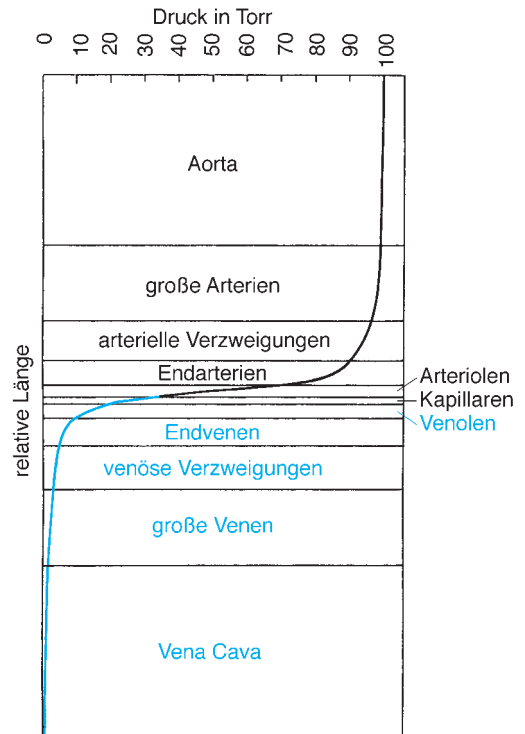 Druck in Torr
0 10 20 30 40 50 60 70 80 90 100
Aorta
große Arterien
arterielle Verzweigungen
Endarterien
Arteriolen
Kapillaren
Venolen
Endvenen
venöse Verzweigungen
große Venen
Vena Cava
relative Länge